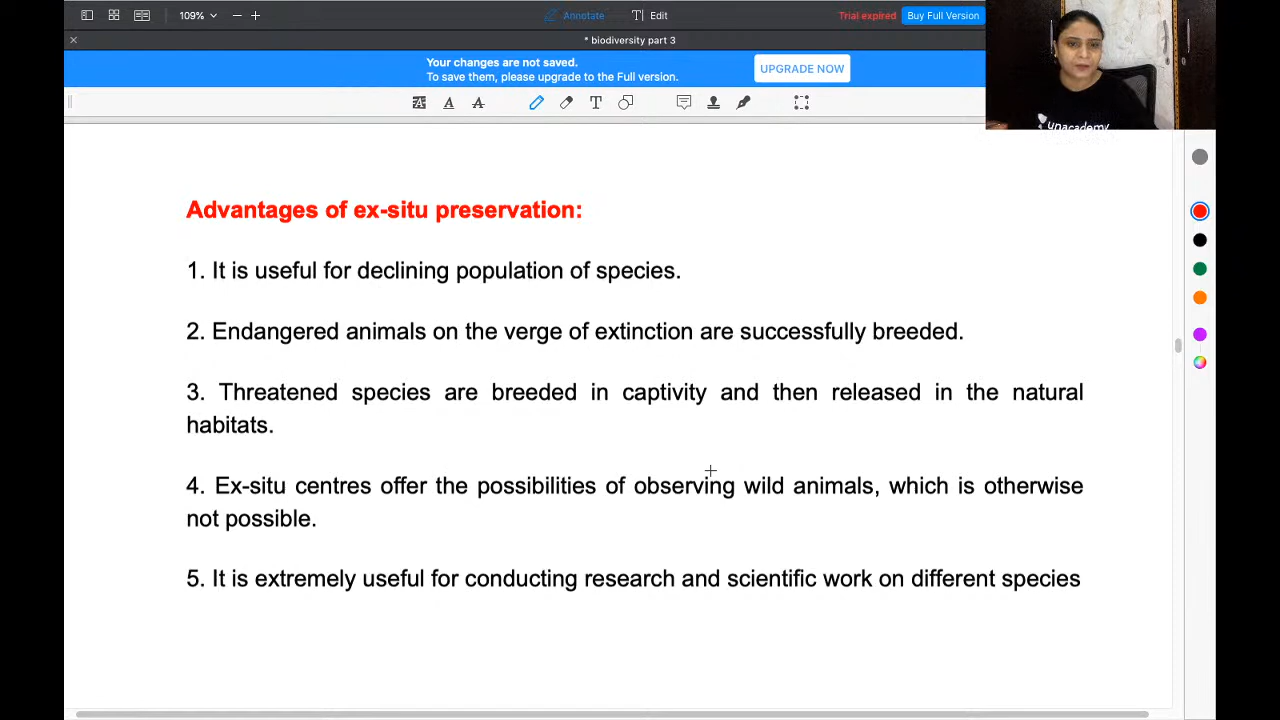 109%
Annotate
Edit
Trial expired
Buy Full Version
* biodiversity part 3
Your changes are not saved.
To save them, please upgrade to the Full version.
UPGRADE NOW
unacademy
Advantages of ex-situ preservation:
1. It is useful for declining population of species.
2. Endangered animals on the verge of extinction are successfully breeded.
3. Threatened species are breeded in captivity and then released in the natural
habitats.
4. Ex-situ centres offer the possibilities of observing wild animals, which is otherwise
not possible.
5. It is extremely useful for conducting research and scientific work on different species